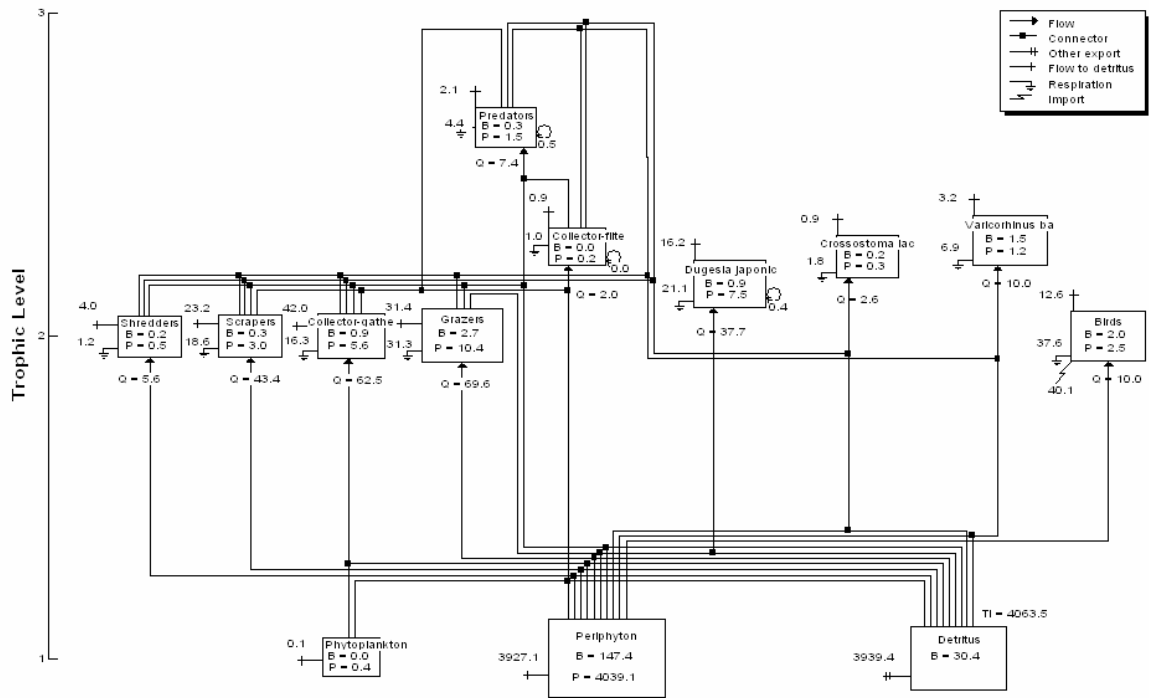 3
Flow
Connector
Other export
Flow to detritus
Respiration
Import
2.1
Predators
B = 0.3
P = 1.5
4.4
0.5
Q = 7.4
0.9
Collector-filte
B = 0.0
P = 0.2
1.0
0.0
Q = 2.0
16.2
Dugesia japonic
B = 0.9
P = 7.5
21.1
0.4
Q = 37.7
0.9
Crossostoma lac
B = 0.2
P = 0.3
1.8
Q = 2.6
3.2
Varicorhinus ba
B = 1.5
P = 1.2
6.9
Q = 10.0
Trophic Level
2
4.0
Shredders
B = 0.2
P = 0.5
1.2
Q = 5.6
23.2
Scrapers
B = 0.3
P = 3.0
18.6
Q = 43.4
42.0
Collector-gathe
B = 0.9
P = 5.6
16.3
Q = 62.5
31.4
Grazers
B = 2.7
P = 10.4
31.3
Q = 69.6
12.6
Birds
B = 2.0
P = 2.5
37.6
40.1
Q = 10.0
1
0.1
Phytoplankton
B = 0.0
P = 0.4
3927.1
Periphyton
B = 147.4
P = 4039.1
TI = 4063.5
3939.4
Detritus
B = 30.4